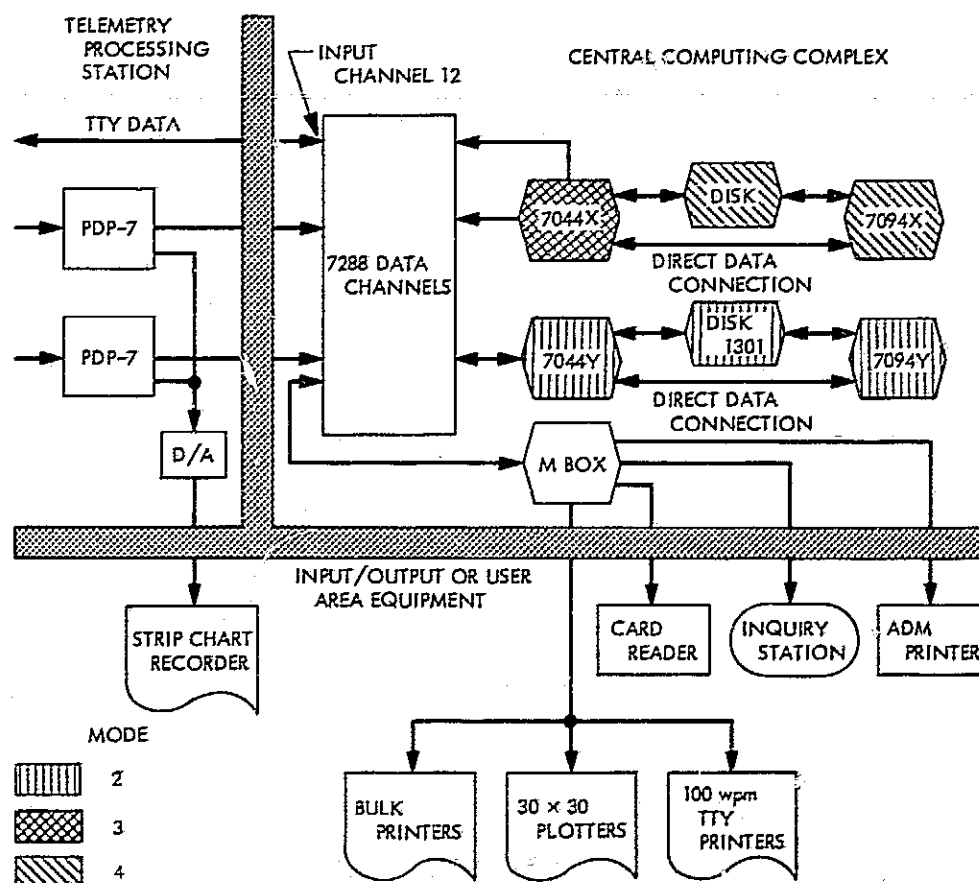 TELEMETRY
PROCESSING
STATION
INPUT
CHANNEL 12
CENTRAL COMPUTING COMPLEX
TTY DATA
PDP-7
7288 DATA
CHANNELS
7044X
DISK
7094X
DIRECT DATA
CONNECTION
PDP-7
7044Y
DISK
1301
7094Y
DIRECT DATA
CONNECTION
D/A
M BOX
INPUT/OUTPUT OR USER
AREA EQUIPMENT
STRIP CHART
RECORDER
CARD
READER
INQUIRY
STATION
ADM
PRINTER
MODE
2
3
4
BULK
PRINTERS
30 × 30
PLOTTERS
100 wpm
TTY
PRINTERS